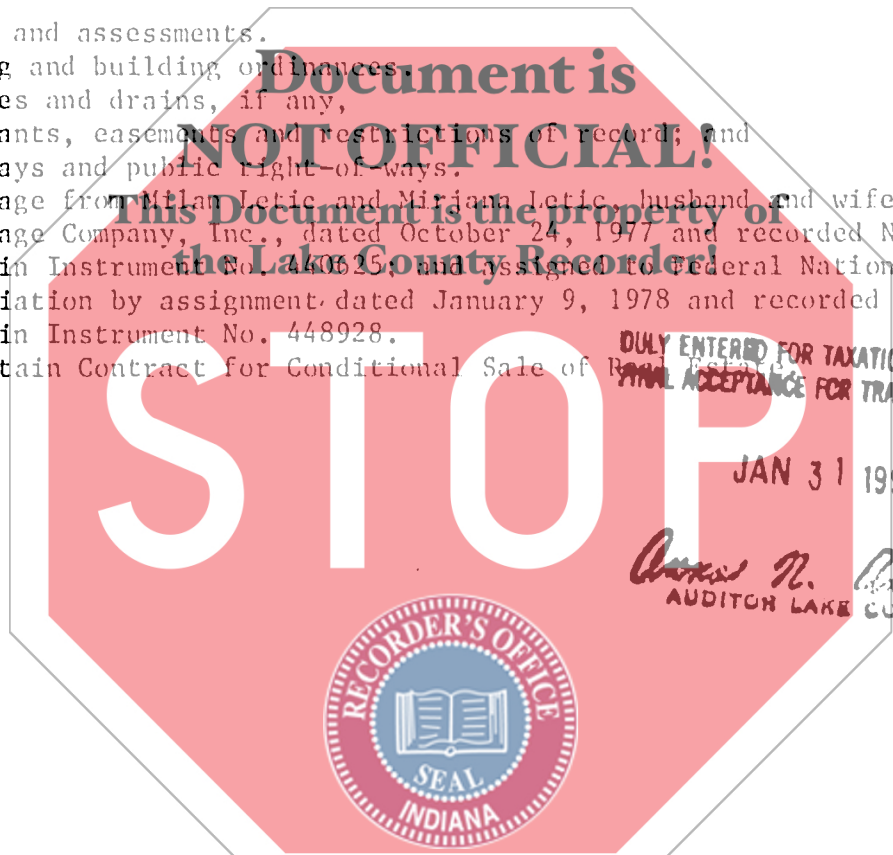 and assessments.
g and building ordinances.
es and drains, if any,
ants, easements and restrictions of record; and
ays and public right-of-ways.
age from Milan Letic and Mirjana Letic, husband and wife
age Company, Inc., dated October 24, 1977 and recorded N
in Instrument No. 440625; and assigned to Federal Nation
iation by assignment dated January 9, 1978 and recorded
in Instrument No. 448928.
tain Contract for Conditional Sale of Real Estate
Document is
NOT OFFICIAL!
This Document is the property of
the Lake County Recorder!
STOP
DULY ENTERED FOR TAXATIO
FINAL ACCEPTANCE FOR TRA
JAN 31 199
N.
AUDITOR LAKE CO
RECORDER'S OFFICE
SEAL
INDIANA